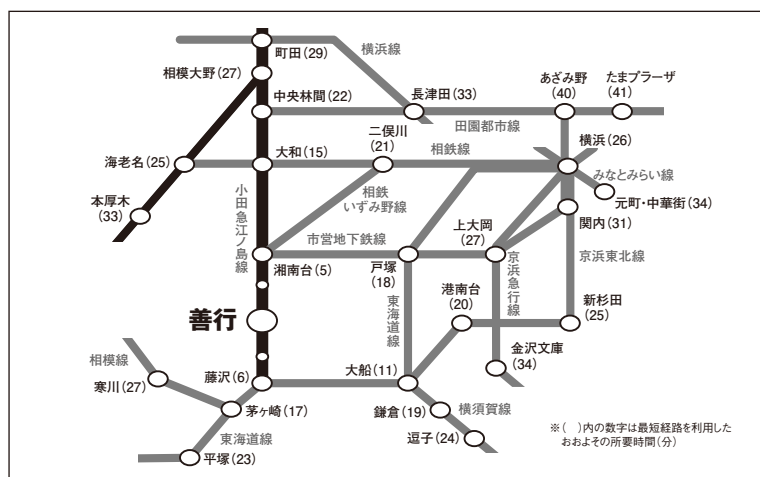 町田(29)
横浜線
相模大野(27)
中央林間(22)
長津田(33)
あざみ野
(40)
たまプラーザ
(41)
田園都市線
二俣川
(21)
横浜(26)
海老名(25)
大和(15)
相鉄線
みなとみらい線
元町・中華街(34)
本厚木
(33)
小田急江ノ島線
相鉄
いずみ野線
上大岡
(27)
関内(31)
市営地下鉄線
湘南台(5)
戸塚
(18)
京浜急行線
京浜東北線
港南台
(20)
新杉田
(25)
善行
東海道線
金沢文庫
(34)
相模線
寒川(27)
藤沢(6)
大船(11)
茅ヶ崎(17)
鎌倉(19)
横須賀線
東海道線
逗子(24)
平塚(23)
※( )内の数字は最短経路を利用した
おおよその所要時間(分)